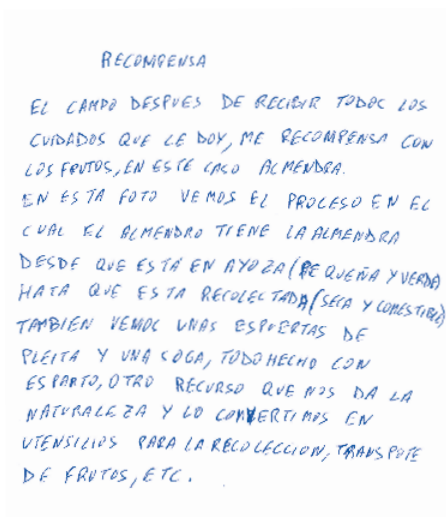 RECOMPENSA
EL CAMPO DESPUES DE RECIBIR TODOC LOS
CUIDADOS QUE LE DOY, ME RECOMPENSA CON
LOS FRUTOS, EN ESTE CASO ALMENDRA.
EN ESTA FOTO VEMOS EL PROCESO EN EL
CUAL EL ALMENDRO TIENE LA ALMENDRA
DESDE QUE ESTÁ EN AYOZA (PEQUEÑA Y VERDE)
HATA QUE ESTA RECOLECTADA (SECA Y COMESTIBLE)
TAMBIEN VEMOC UNAS ESPUERTAS DE
PLEITA Y UNA SOGA, TODO HECHO CON
ESPARTO, OTRO RECURSO QUE NOS DA LA
NATURALEZA Y LO CONVERTIMOS EN
UTENSILIOS PARA LA RECOLECCION, TRANSPOTE
DE FRUTOS, ETC.